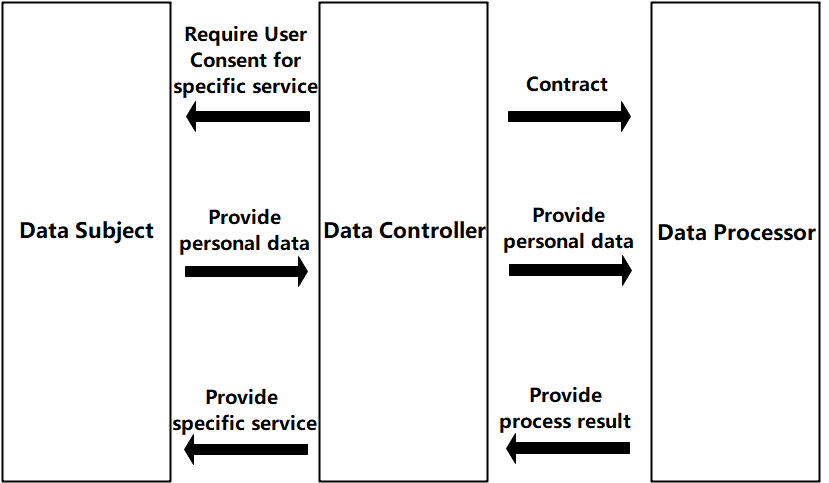 Require User
Consent for
specific service
Contract
Data Subject
Provide
personal data
Data Controller
Provide
personal data
Data Processor
Provide
specific service
Provide
process result